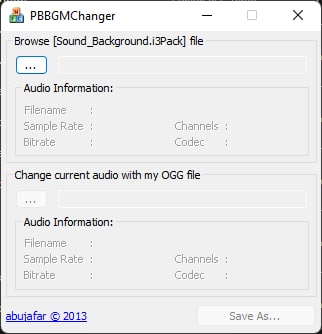 PBBGMChanger
Browse [Sound_Background.i3Pack] file
...
Audio Information:
Filename :
Sample Rate : Channels :
Bitrate : Codec :
Change current audio with my OGG file
...
Audio Information:
Filename :
Sample Rate : Channels :
Bitrate : Codec :
abujafar © 2013 Save As...